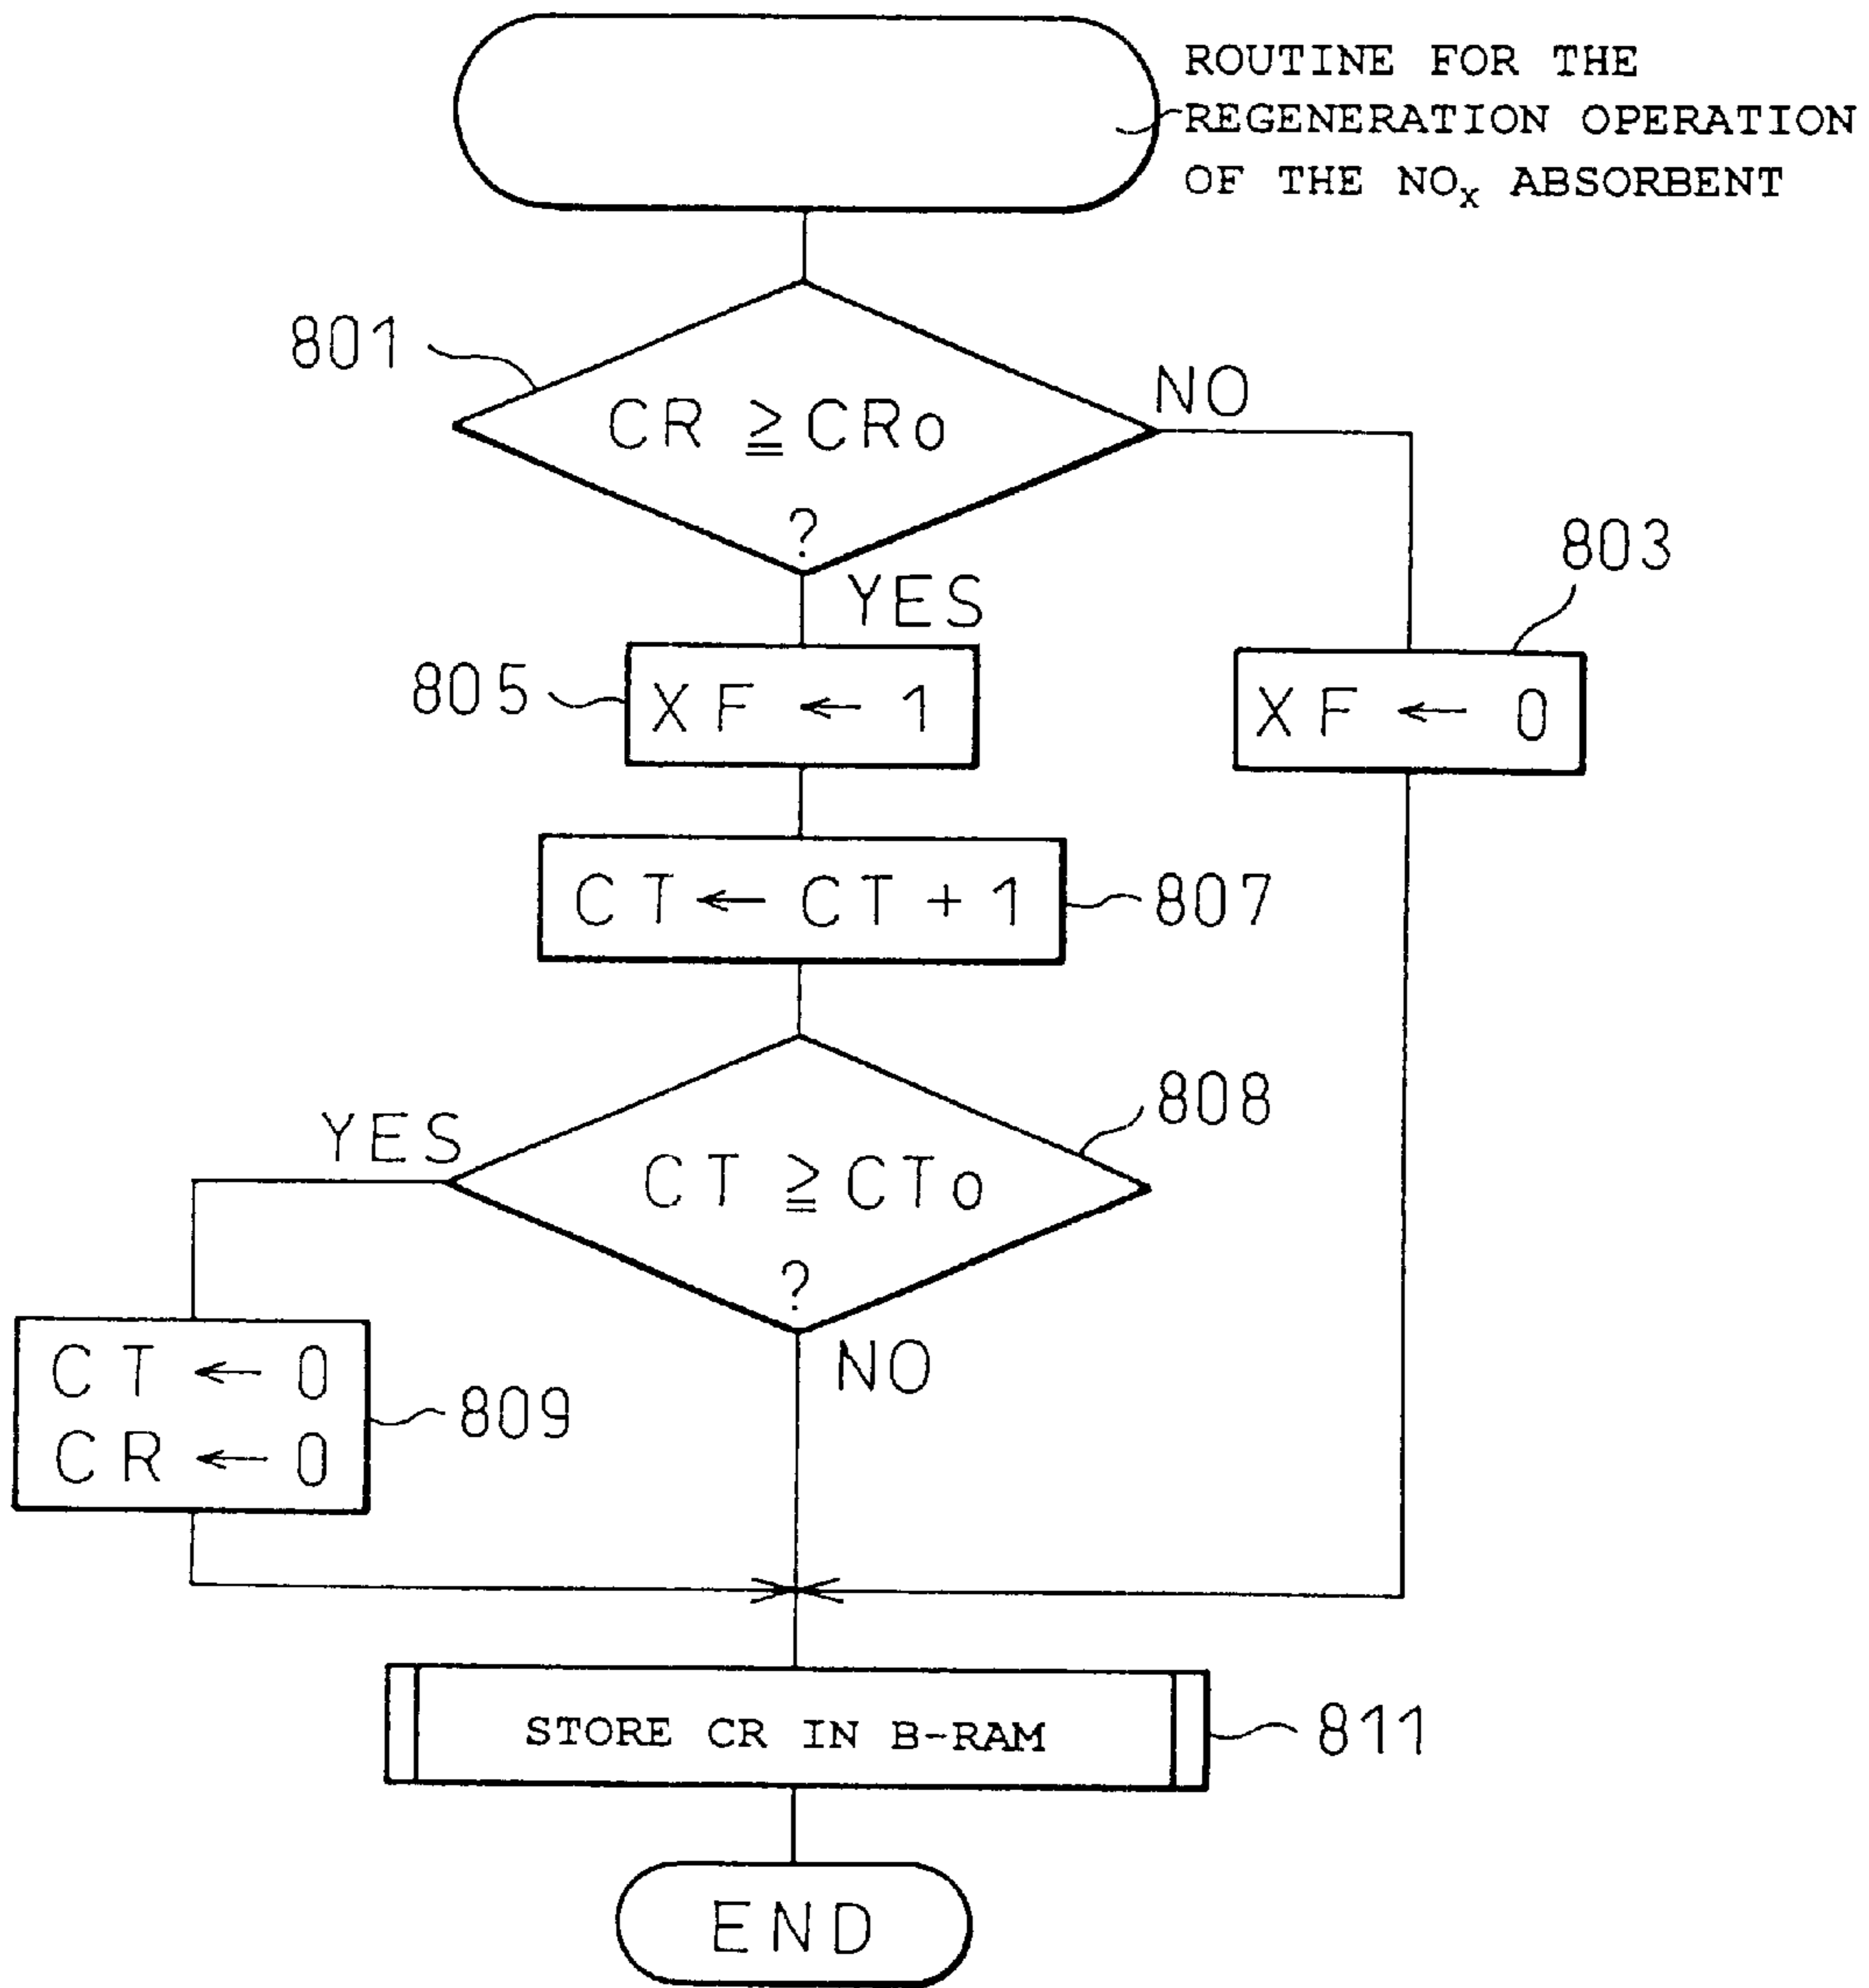 ROUTINE FOR THE
REGENERATION OPERATION
OF THE NOx ABSORBENT
801
CR ≧ CRo
?
NO
YES
803
805
XF ← 1
XF ← 0
CT ← CT + 1
807
808
YES
CT ≧ CTo
?
NO
CT ← 0
CR ← 0
809
STORE CR IN B-RAM
811
END